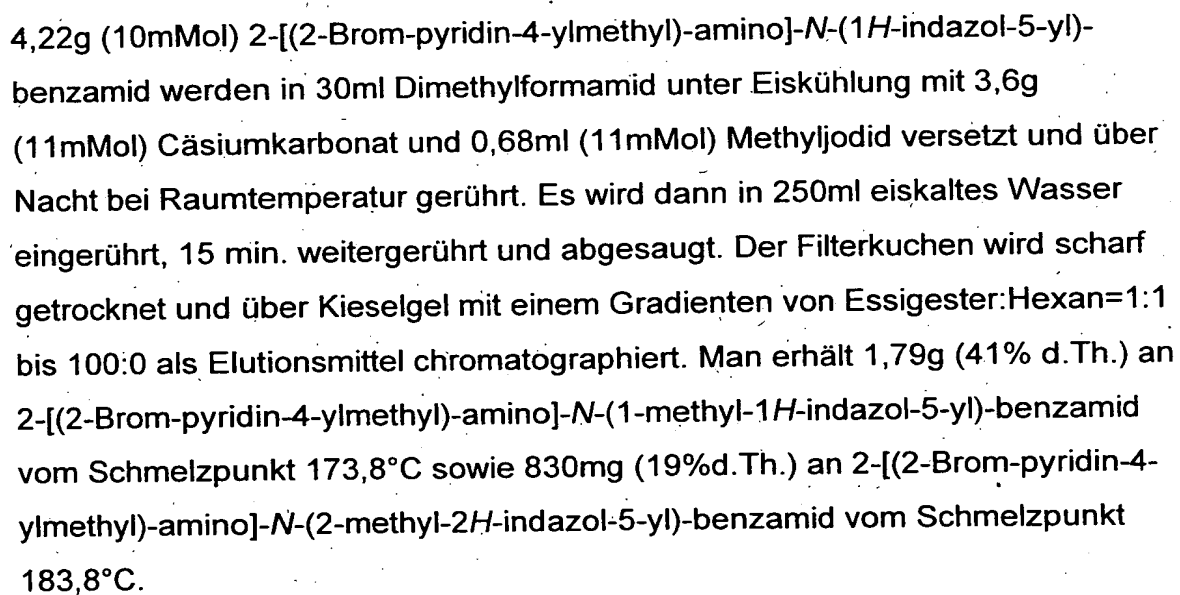 4,22g (10mMol) 2-[(2-Brom-pyridin-4-ylmethyl)-amino]-N-(1H-indazol-5-yl)-
benzamid werden in 30ml Dimethylformamid unter Eiskühlung mit 3,6g
(11mMol) Cäsiumkarbonat und 0,68ml (11mMol) Methyljodid versetzt und über
Nacht bei Raumtemperatur gerührt. Es wird dann in 250ml eiskaltes Wasser
eingerührt, 15 min. weitergerührt und abgesaugt. Der Filterkuchen wird scharf
getrocknet und über Kieselgel mit einem Gradienten von Essigester:Hexan=1:1
bis 100:0 als Elutionsmittel chromatographiert. Man erhält 1,79g (41% d.Th.) an
2-[(2-Brom-pyridin-4-ylmethyl)-amino]-N-(1-methyl-1H-indazol-5-yl)-benzamid
vom Schmelzpunkt 173,8°C sowie 830mg (19%d.Th.) an 2-[(2-Brom-pyridin-4-
ylmethyl)-amino]-N-(2-methyl-2H-indazol-5-yl)-benzamid vom Schmelzpunkt
183,8°C.